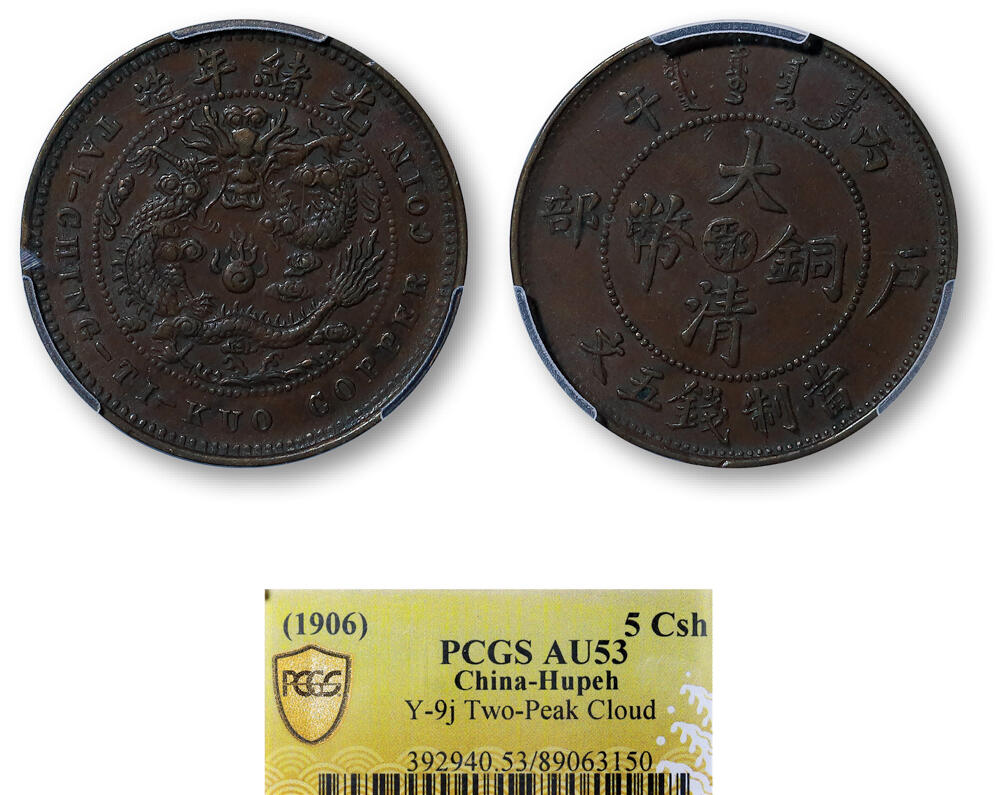 光緒年造
TAI-CHING-TI-KUO COPPER COIN
丙午
戶部
大清銅幣
鄂
當制錢五文
(1906) 5 Csh
PCGS AU53
China-Hupeh
PCGS
Y-9j Two-Peak Cloud
392940.53/89063150